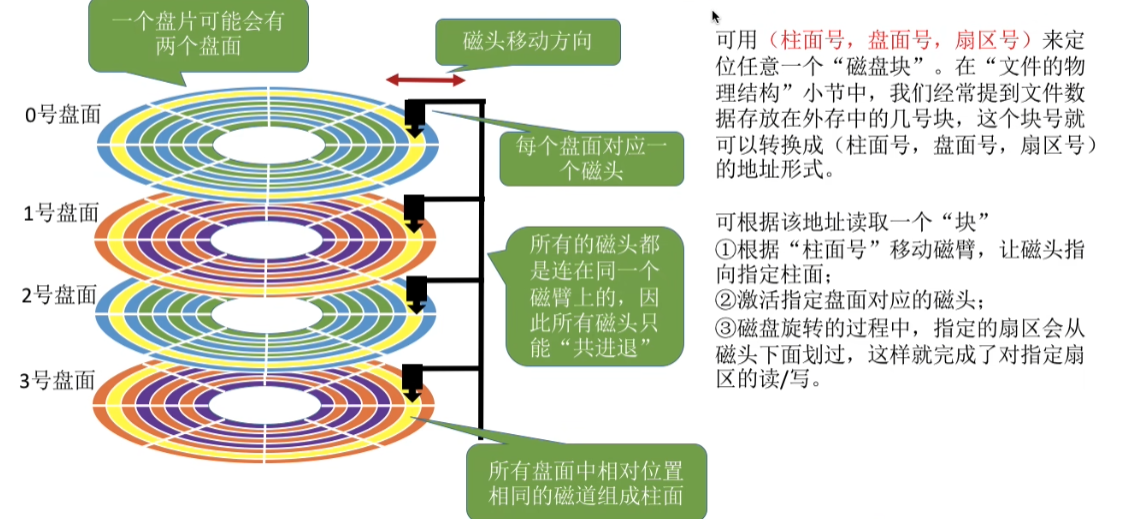 一个盘片可能会有
两个盘面
磁头移动方向
0号盘面
每个盘面对应一
个磁头
1号盘面
所有的磁头都
是连在同一个
磁臂上的，因
此所有磁头只
能“共进退”
2号盘面
3号盘面
所有盘面中相对位置
相同的磁道组成柱面
可用（柱面号，盘面号，扇区号）来定
位任意一个“磁盘块”。在“文件的物
理结构”小节中，我们经常提到文件数
据存放在外存中的几号块，这个块号就
可以转换成（柱面号，盘面号，扇区号）
的地址形式。
可根据该地址读取一个“块”
①根据“柱面号”移动磁臂，让磁头指
向指定柱面；
②激活指定盘面对应的磁头；
③磁盘旋转的过程中，指定的扇区会从
磁头下面划过，这样就完成了对指定扇
区的读/写。